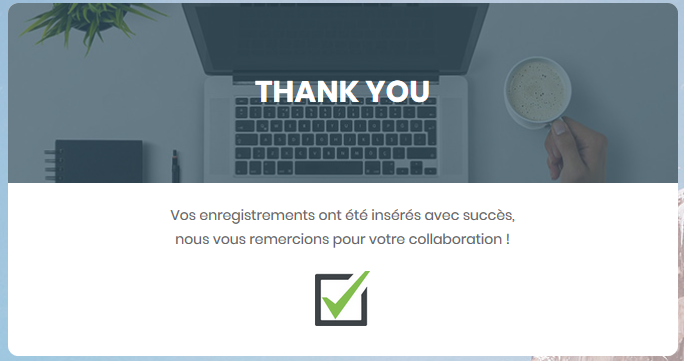 THANK YOU
Vos enregistrements ont été insérés avec succès,
nous vous remercions pour votre collaboration !